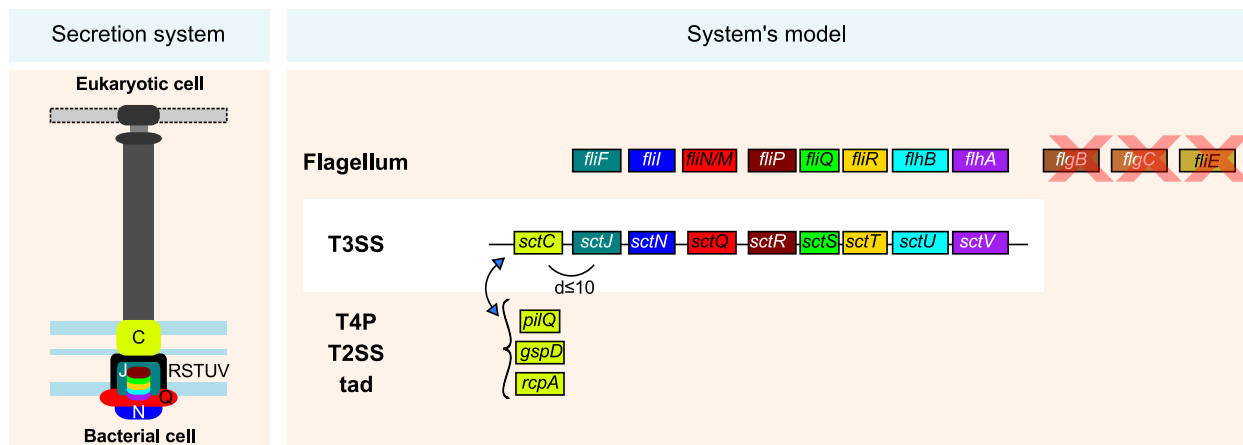 Secretion system
System's model
Eukaryotic cell
C
J
RSTUV
Q
N
Bacterial cell
Flagellum
fliF fliI fliN/M fliP fliQ fliR flhB flhA flgB flgC fliE
T3SS
sctC sctJ sctN sctQ sctR sctS sctT sctU sctV
d≤10
T4P pilQ
T2SS gspD
tad rcpA